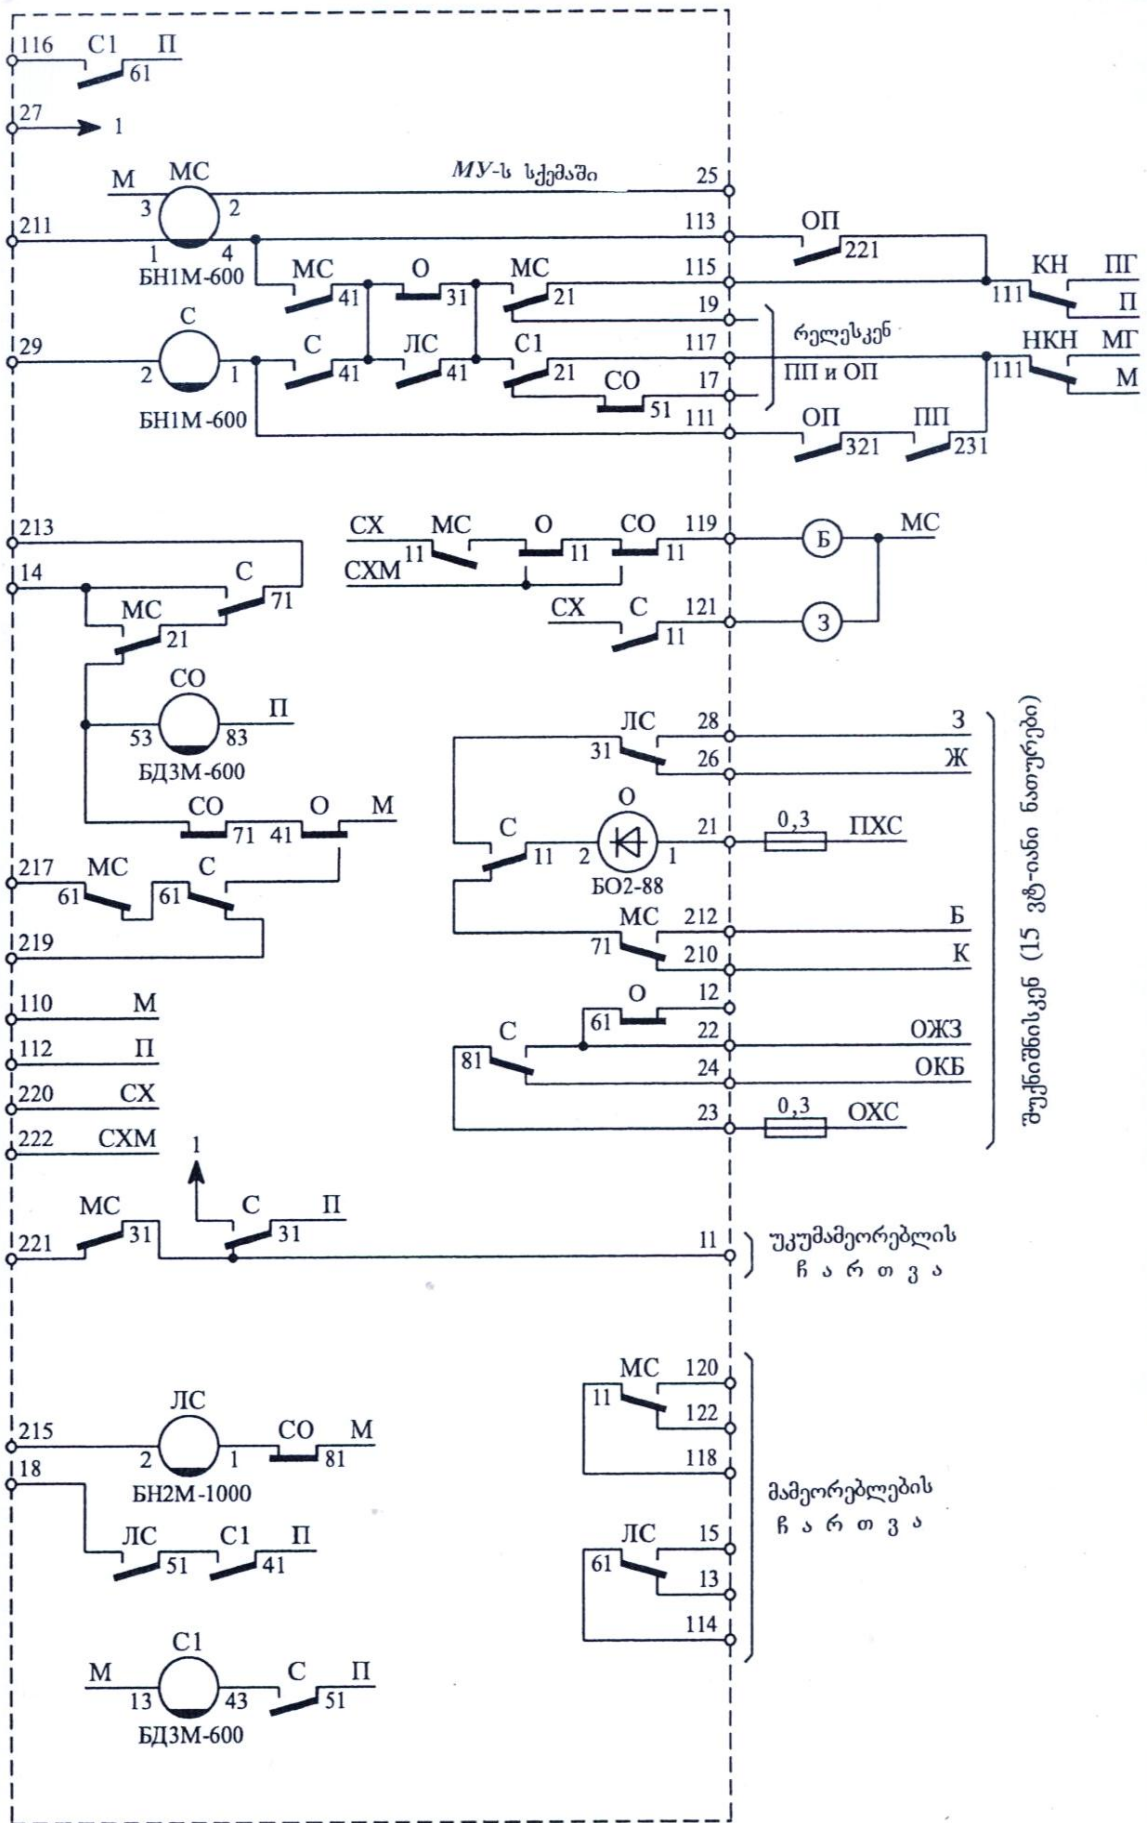 116 С1 П
61
27 1
М МС МУ-ს სქემაში 25
3 2
211 113 ОП
1 4 221
БН1М-600 МС О МС 115 КН ПГ
41 31 21 111 П
19
С რელესკენ
29 С ЛС С1 117 НКН МГ
2 1 41 41 21 ПП и ОП 111 М
СО 17
51
БН1М-600 111 ОП ПП
321 231
213 СХ МС О СО 119 Б МС
11 11 11
14 С СХМ
71
МС СХ С 121 З
21 11
СО П
53 83
БД3М-600
ЛС 28 З
31 26 Ж
СО О М О 0,3
71 41 С 21 ПХС
11 2 1
БО2-88
217 МС С
61 61
МС 212 Б
219 71 210 К
О 12
61
110 М С 22 ОЖЗ
81
112 П 24 ОКБ
220 СХ 23 0,3 ОХС
222 СХМ
შუქნიშნისკენ (15 ვტ-იანი ნათურები)
1
МС С П
31 31
221 11 უკუმამეორებლის
ჩართვა
МС 120
11
122
118
ЛС
215 СО М
2 1 81
БН2М-1000
18
მამეორებლების
ჩართვა
ЛС С1 П
51 41
ЛС 15
61
13
114
С1
М С П
13 43 51
БД3М-600